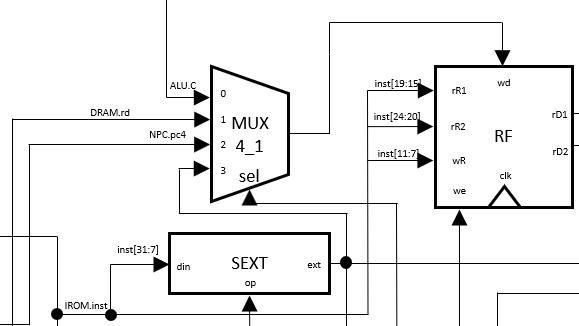 ALU.C
DRAM.rd
NPC.pc4
0
1
2
3
MUX
4_1
sel
inst[19:15]
inst[24:20]
inst[11:7]
wd
rR1
rR2
wR
we
RF
clk
rD1
rD2
inst[31:7]
din
SEXT
ext
op
IROM.inst